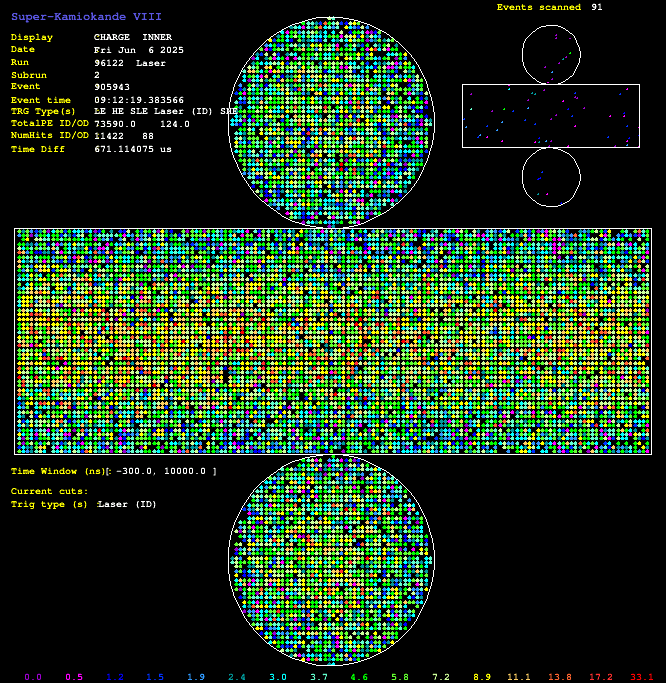 Events scanned 91
Super-Kamiokande VIII
Display CHARGE INNER
Date Fri Jun 6 2025
Run 96122 Laser
Subrun 2
Event 905943
Event time 09:12:19.383566
TRG Type(s) LE HE SLE Laser (ID) SHE
TotalPE ID/OD 73590.0 124.0
NumHits ID/OD 11422 88
Time Diff 671.114075 us
Time Window (ns)[: -300.0, 10000.0 ]
Current cuts:
Trig type (s) :Laser (ID)
0.0 0.5 1.2 1.5 1.9 2.4 3.0 3.7 4.6 5.8 7.2 8.9 11.1 13.8 17.2 33.1